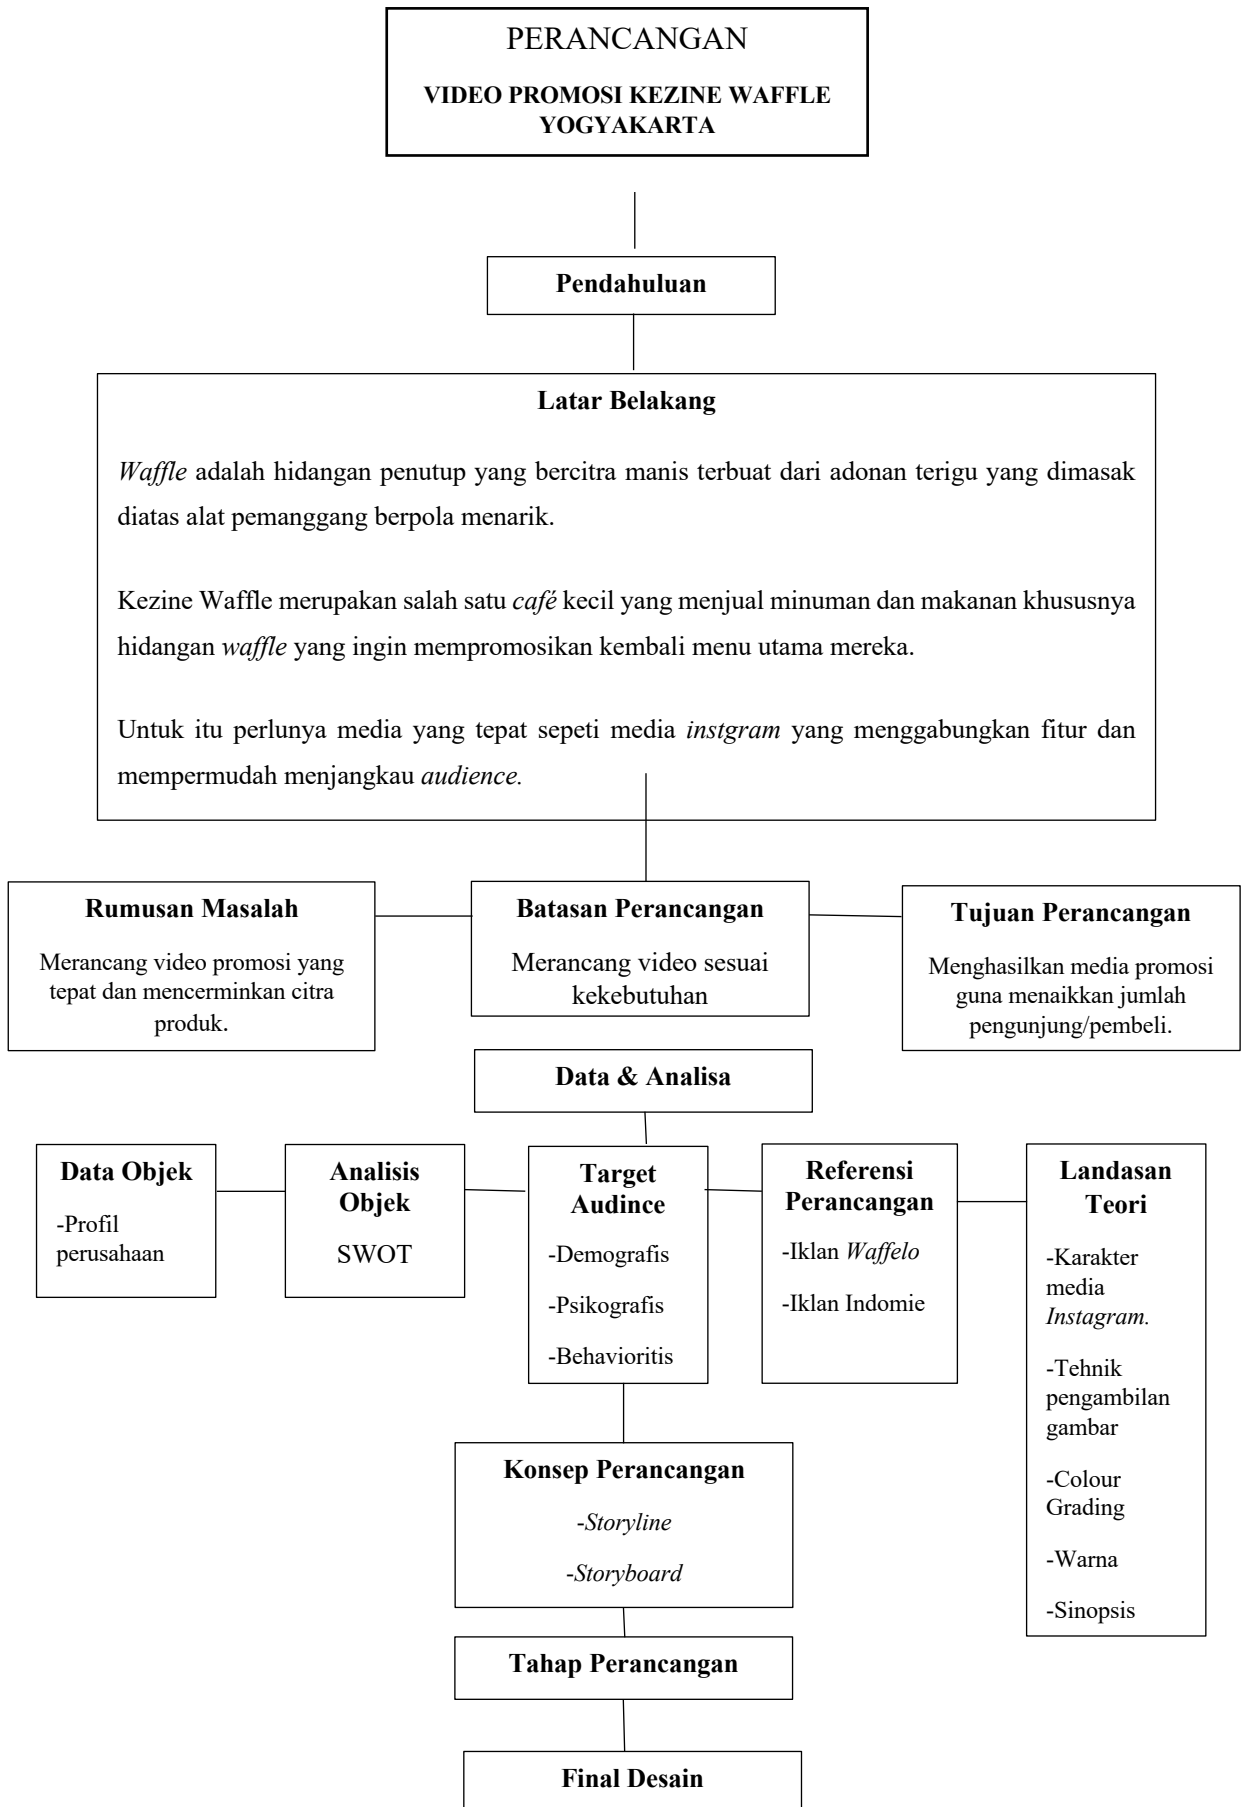 PERANCANGAN
VIDEO PROMOSI KEZINE WAFFLE
YOGYAKARTA
Pendahuluan
Latar Belakang
Waffle adalah hidangan penutup yang bercitra manis terbuat dari adonan terigu yang dimasak
diatas alat pemanggang berpola menarik.
Kezine Waffle merupakan salah satu café kecil yang menjual minuman dan makanan khususnya
hidangan waffle yang ingin mempromosikan kembali menu utama mereka.
Untuk itu perlunya media yang tepat sepeti media instgram yang menggabungkan fitur dan
mempermudah menjangkau audience.
Rumusan Masalah
Merancang video promosi yang
tepat dan mencerminkan citra
produk.
Batasan Perancangan
Merancang video sesuai
kekebutuhan
Tujuan Perancangan
Menghasilkan media promosi
guna menaikkan jumlah
pengunjung/pembeli.
Data & Analisa
Data Objek
-Profil
perusahaan
Analisis
Objek
SWOT
Target
Audince
-Demografis
-Psikografis
-Behavioritis
Referensi
Perancangan
-Iklan Waffelo
-Iklan Indomie
Landasan
Teori
-Karakter
media
Instagram.
-Tehnik
pengambilan
gambar
-Colour
Grading
-Warna
-Sinopsis
Konsep Perancangan
-Storyline
-Storyboard
Tahap Perancangan
Final Desain